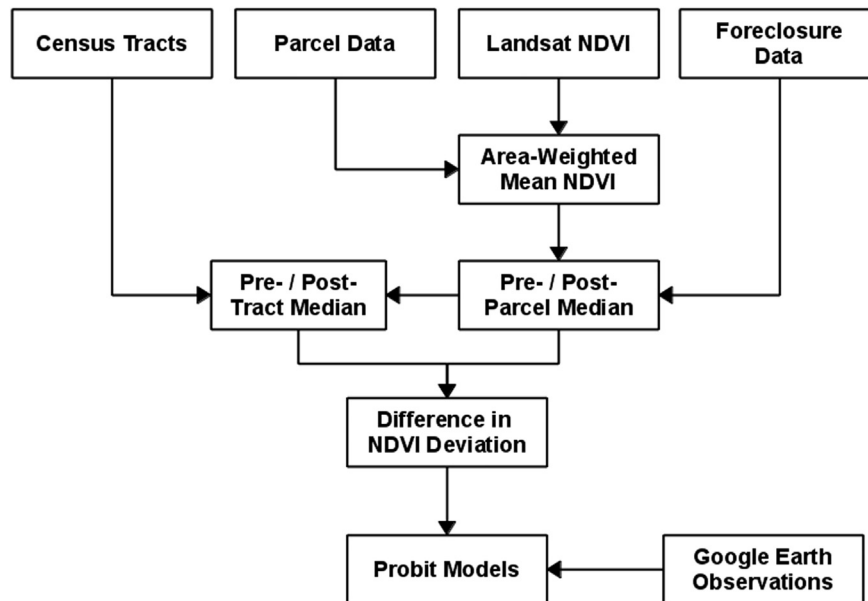 Census Tracts
Parcel Data
Landsat NDVI
Foreclosure
Data
Area-Weighted
Mean NDVI
Pre- / Post-
Tract Median
Pre- / Post-
Parcel Median
Difference in
NDVI Deviation
Probit Models
Google Earth
Observations